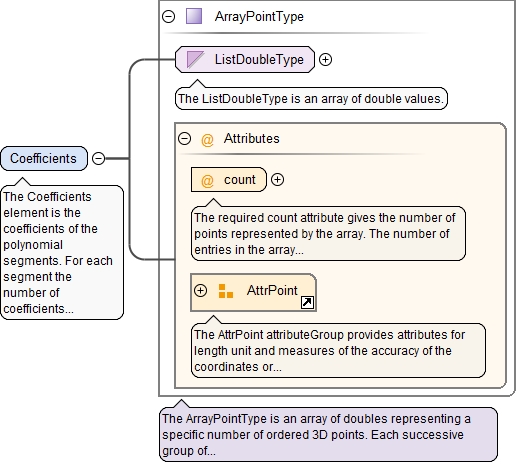 ArrayPointType
ListDoubleType
The ListDoubleType is an array of double values.
Attributes
@ count
The required count attribute gives the number of
points represented by the array. The number of
entries in the array...
AttrPoint
The AttrPoint attributeGroup provides attributes for
length unit and measures of the accuracy of the
coordinates or...
Coefficients
The Coefficients
element is the
coefficients of the
polynomial
segments. For each
segment the
number of
coefficients...
The ArrayPointType is an array of doubles representing a
specific number of ordered 3D points. Each successive
group of...